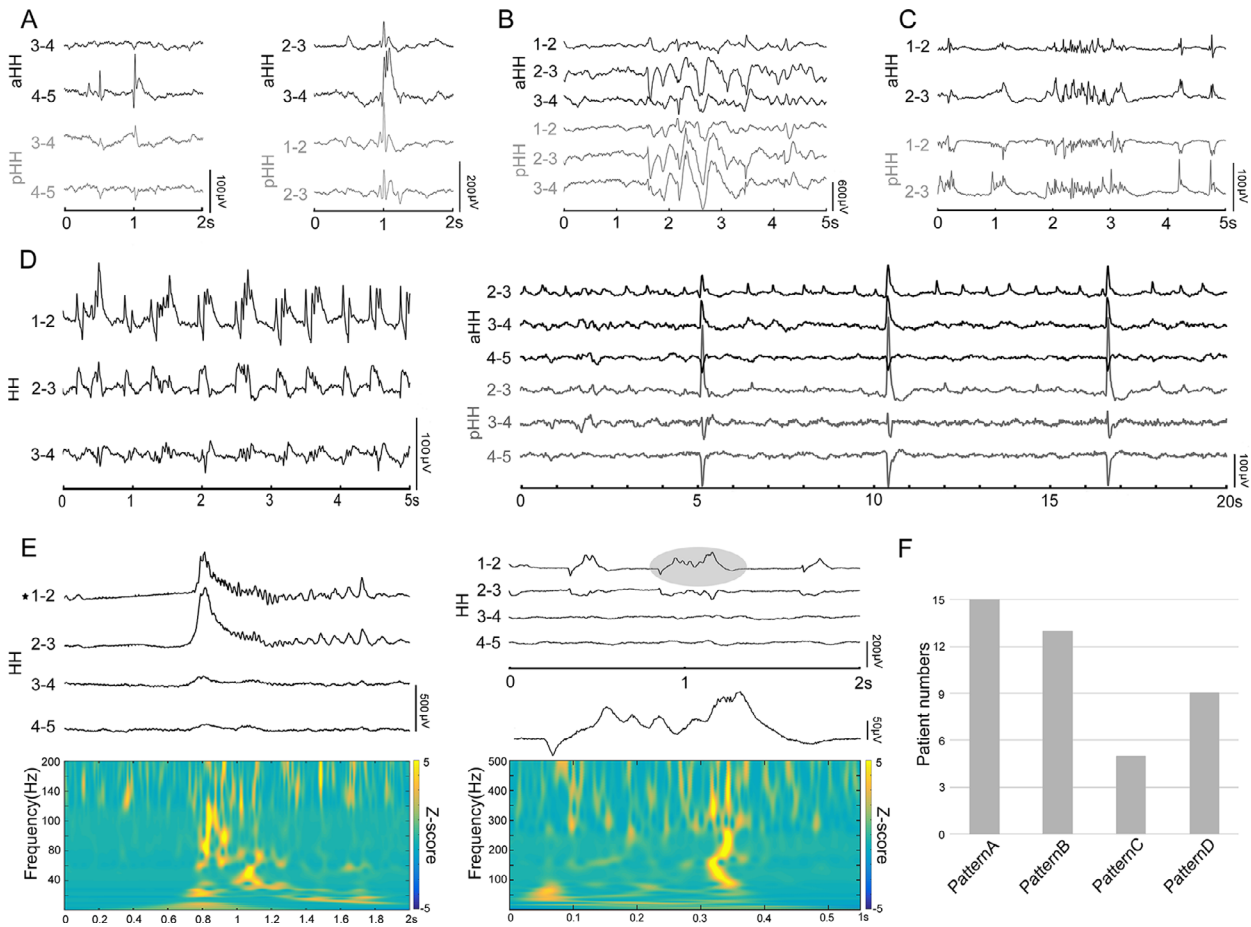 A
aHH
3-4
4-5
pHH
3-4
4-5
100µV
0 1 2s
aHH
2-3
3-4
pHH
1-2
2-3
200µV
0 1 2s
B
aHH
1-2
2-3
3-4
pHH
1-2
2-3
3-4
600µV
0 1 2 3 4 5s
C
aHH
1-2
2-3
pHH
1-2
2-3
100µV
0 1 2 3 4 5s
D
HH
1-2
2-3
3-4
100µV
0 1 2 3 4 5s
aHH
2-3
3-4
4-5
pHH
2-3
3-4
4-5
100µV
0 5 10 15 20s
E
HH
★1-2
2-3
3-4
4-5
500 µV
Frequency(Hz)
200
140
100
80
40
0 0.2 0.4 0.6 0.8 1 1.2 1.4 1.6 1.8 2s
5
Z-score
-5
HH
1-2
2-3
3-4
4-5
200µV
0 1 2s
50µV
Frequency(Hz)
500
400
300
200
100
0 0.1 0.2 0.3 0.4 0.5 1s
5
Z-score
-5
F
Patient numbers
15
12
9
6
3
0
PatternA PatternB PatternC PatternD